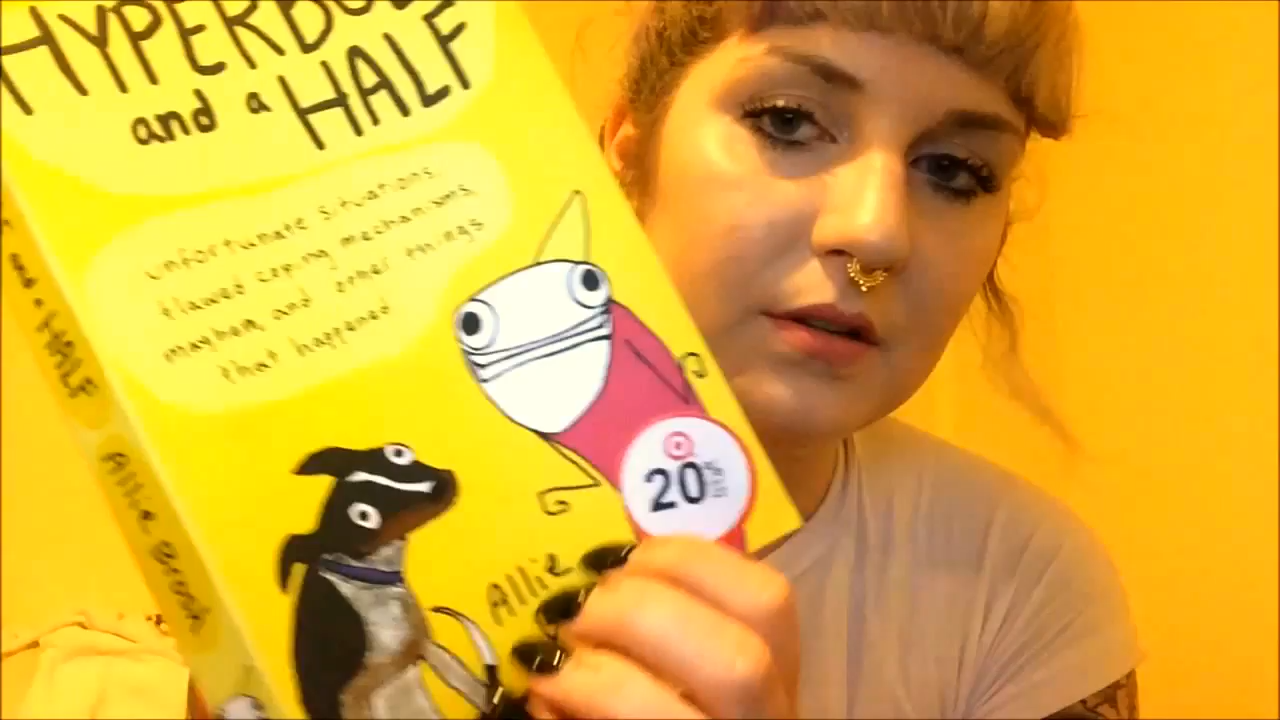 HYPERBOLE
and a HALF
unfortunate situations,
flawed coping mechanisms,
mayhem, and other things
that happened
20%
Allie
and a HALF Allie Brosh